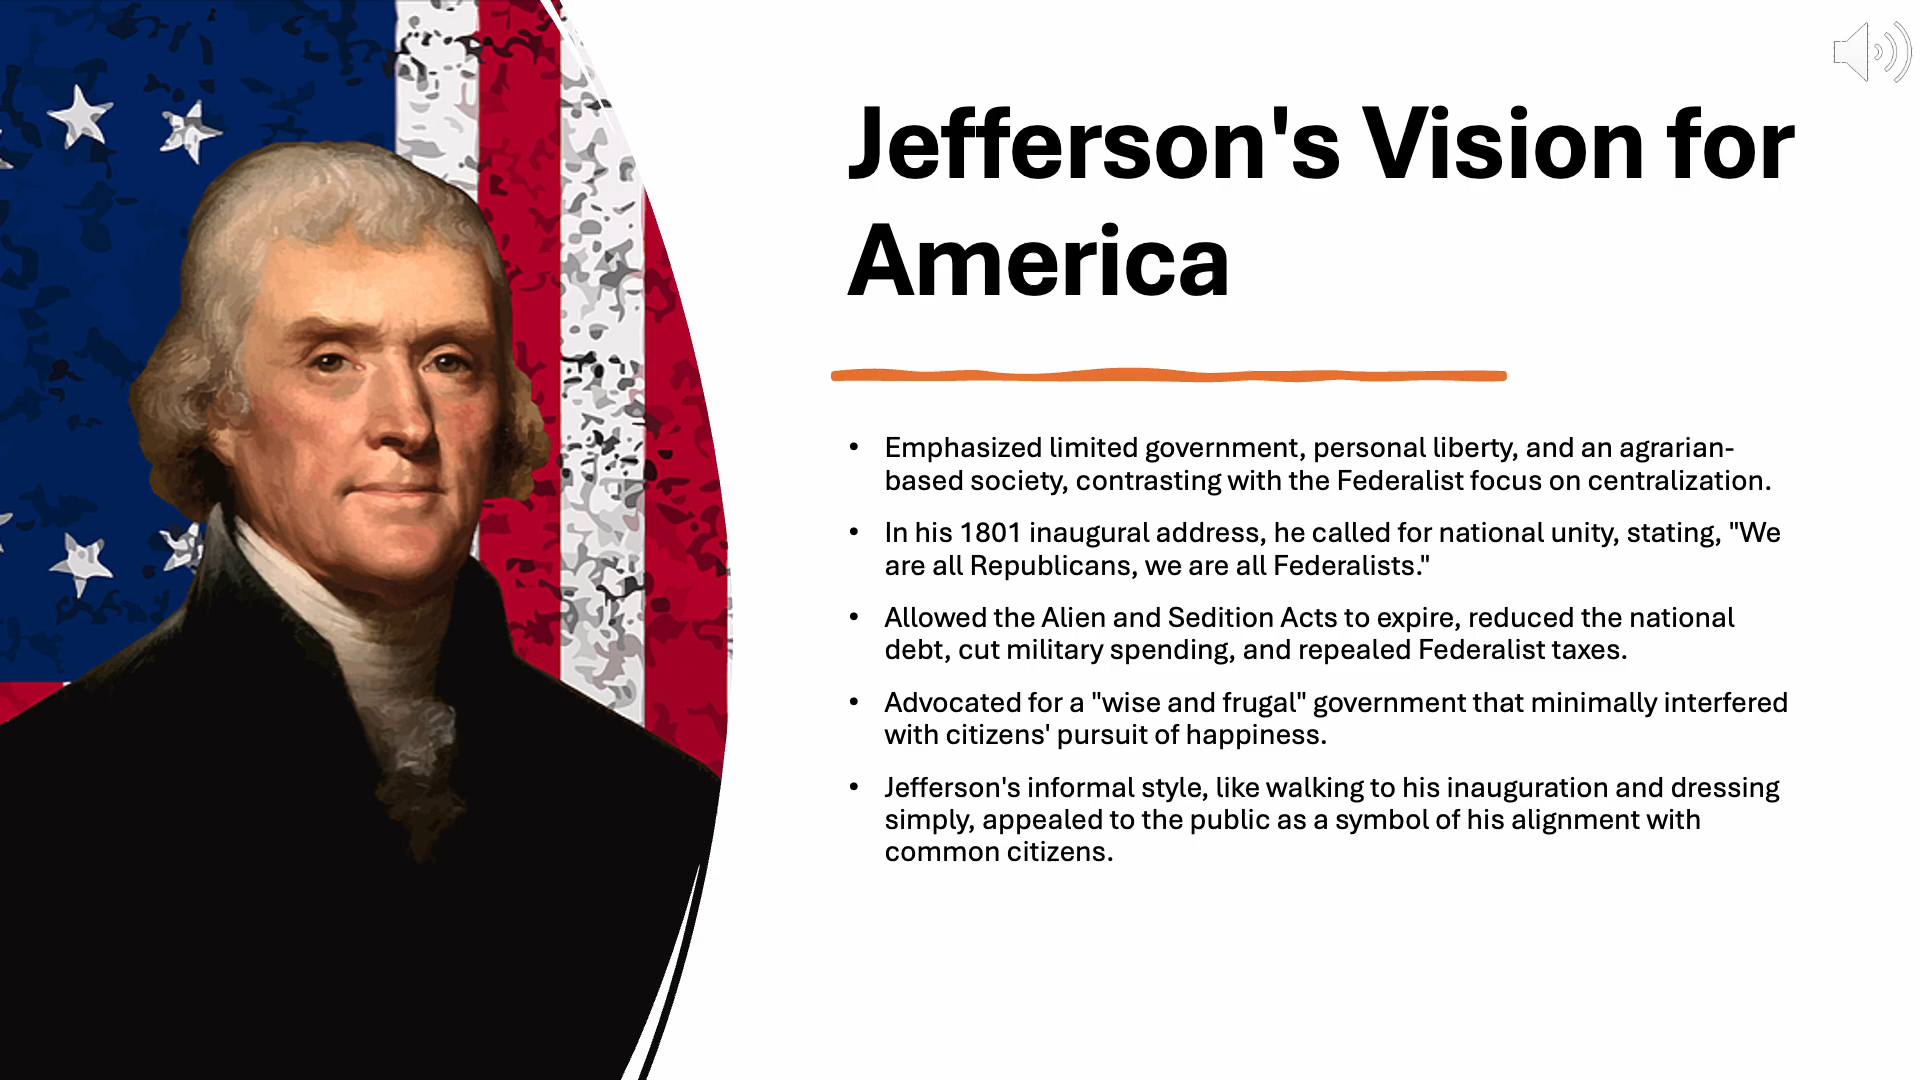 Jefferson's Vision for
America
• Emphasized limited government, personal liberty, and an agrarian-
based society, contrasting with the Federalist focus on centralization.
• In his 1801 inaugural address, he called for national unity, stating, "We
are all Republicans, we are all Federalists."
• Allowed the Alien and Sedition Acts to expire, reduced the national
debt, cut military spending, and repealed Federalist taxes.
• Advocated for a "wise and frugal" government that minimally interfered
with citizens' pursuit of happiness.
• Jefferson's informal style, like walking to his inauguration and dressing
simply, appealed to the public as a symbol of his alignment with
common citizens.